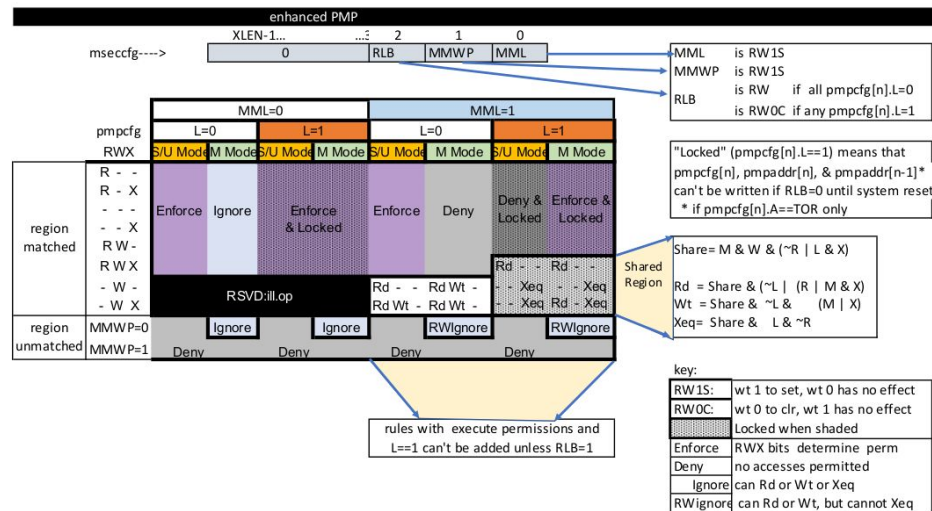 enhanced PMP
XLEN-1... ...3 2 1 0
mseccfg----> 0 RLB MMWP MML
MML is RW1S
MMWP is RW1S
RLB is RW if all pmpcfg[n].L=0
is RW0C if any pmpcfg[n].L=1
MML=0 MML=1
pmpcfg L=0 L=1 L=0 L=1
RWX S/U Mode M Mode S/U Mode M Mode S/U Mode M Mode S/U Mode M Mode
"Locked" (pmpcfg[n].L==1) means that
pmpcfg[n], pmpaddr[n], & pmpaddr[n-1]*
can't be written if RLB=0 until system reset
* if pmpcfg[n].A==TOR only
region
matched
R - -
R - X
- - -
- - X
R W -
R W X
- W -
- W X
Enforce Ignore Enforce
& Locked
Enforce Deny Deny &
Locked
Enforce &
Locked
Rd - - Rd - -
RSVD:ill.op Rd - - Rd Wt - - - Xeq - - Xeq
Rd Wt - Rd Wt - - - Xeq Rd - Xeq
Shared
Region
Share= M & W & (~R | L & X)
Rd = Share & (~L | (R | M & X)
Wt = Share & ~L & (M | X)
Xeq= Share & L & ~R
region
unmatched
MMWP=0 Ignore Ignore RWIgnore RWIgnore
MMWP=1 Deny Deny Deny Deny
rules with execute permissions and
L==1 can't be added unless RLB=1
key:
RW1S: wt 1 to set, wt 0 has no effect
RW0C: wt 0 to clr, wt 1 has no effect
Locked when shaded
Enforce RWX bits determine perm
Deny no accesses permitted
Ignore can Rd or Wt or Xeq
RWignore can Rd or Wt, but cannot Xeq